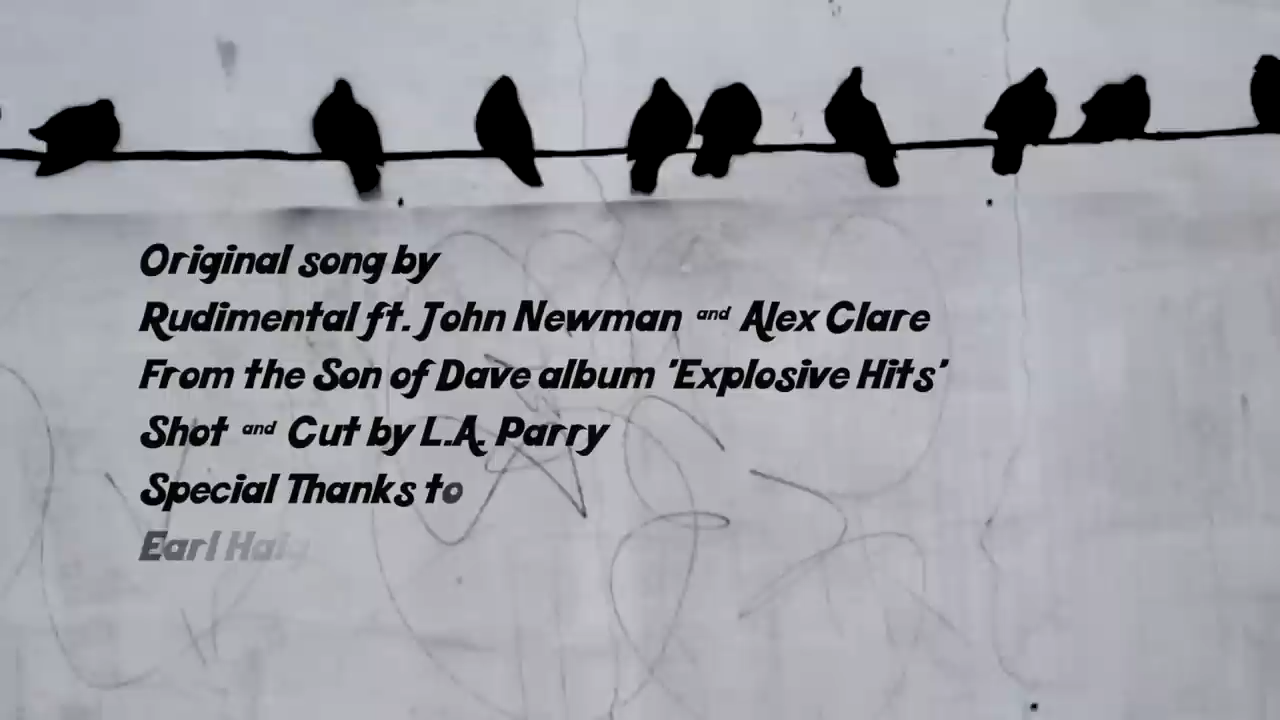 Original song by
Rudimental ft. John Newman and Alex Clare
From the Son of Dave album 'Explosive Hits'
Shot and Cut by L.A. Parry
Special Thanks to
Earl